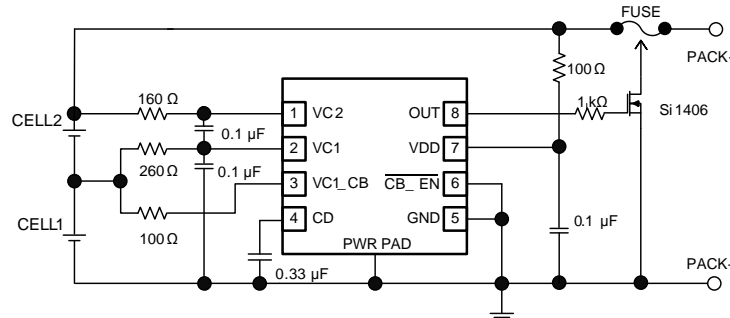 FUSE
PACK-
100 Ω
160 Ω
1 kΩ
Si1406
CELL2
1 VC2
OUT 8
0.1 µF
2 VC1
VDD 7
260 Ω
0.1 µF
3 VC1_CB
CB_EN 6
4 CD
GND 5
0.1 µF
CELL1
100 Ω
PWR PAD
0.33 µF
PACK-